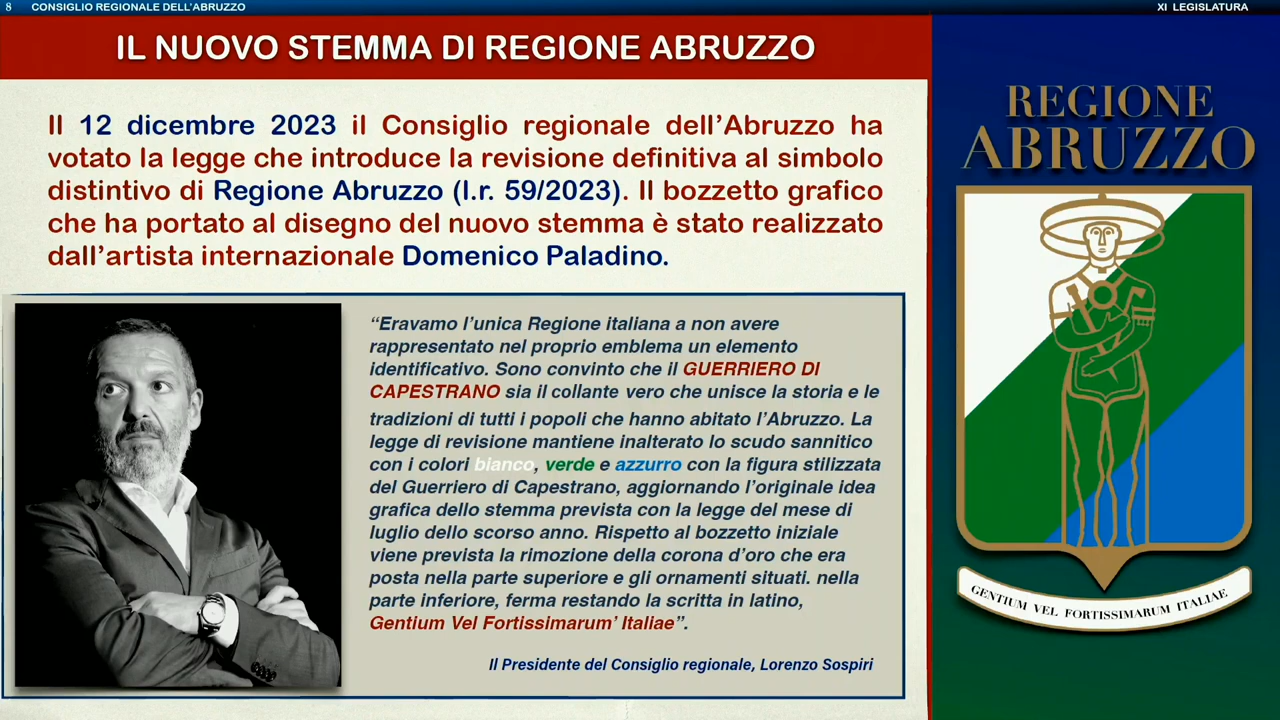 8 CONSIGLIO REGIONALE DELL'ABRUZZO
XI LEGISLATURA
IL NUOVO STEMMA DI REGIONE ABRUZZO
Il 12 dicembre 2023 il Consiglio regionale dell'Abruzzo ha
votato la legge che introduce la revisione definitiva al simbolo
distintivo di Regione Abruzzo (l.r. 59/2023). Il bozzetto grafico
che ha portato al disegno del nuovo stemma è stato realizzato
dall'artista internazionale Domenico Paladino.
"Eravamo l'unica Regione italiana a non avere
rappresentato nel proprio emblema un elemento
identificativo. Sono convinto che il GUERRIERO DI
CAPESTRANO sia il collante vero che unisce la storia e le
tradizioni di tutti i popoli che hanno abitato l'Abruzzo. La
legge di revisione mantiene inalterato lo scudo sannitico
con i colori bianco, verde e azzurro con la figura stilizzata
del Guerriero di Capestrano, aggiornando l'originale idea
grafica dello stemma prevista con la legge del mese di
luglio dello scorso anno. Rispetto al bozzetto iniziale
viene prevista la rimozione della corona d'oro che era
posta nella parte superiore e gli ornamenti situati. nella
parte inferiore, ferma restando la scritta in latino,
Gentium Vel Fortissimarum' Italiae".
Il Presidente del Consiglio regionale, Lorenzo Sospiri
REGIONE
ABRUZZO
GENTIUM VEL FORTISSIMARUM ITALIAE